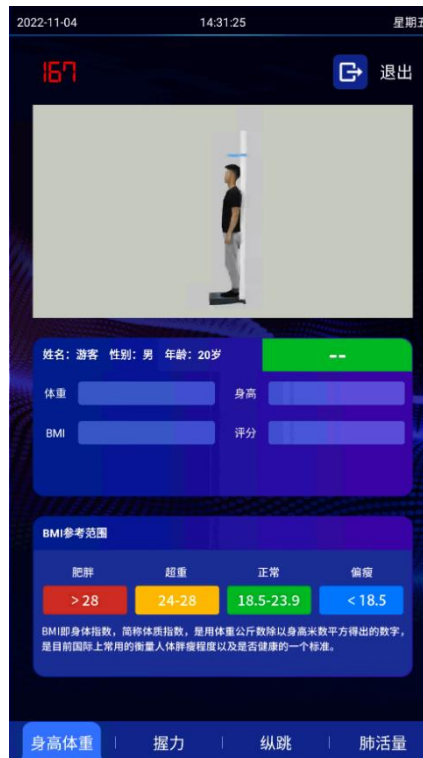 2022-11-04 14:31:25 星期五
167 退出
姓名：游客 性别：男 年龄：20岁 --
体重 身高
BMI 评分
BMI参考范围
肥胖 超重 正常 偏瘦
>28 24-28 18.5-23.9 <18.5
BMI即身体指数，简称体质指数，是用体重公斤数除以身高米数平方得出的数字，
是目前国际上常用的衡量人体胖瘦程度以及是否健康的一个标准。
身高体重 握力 纵跳 肺活量